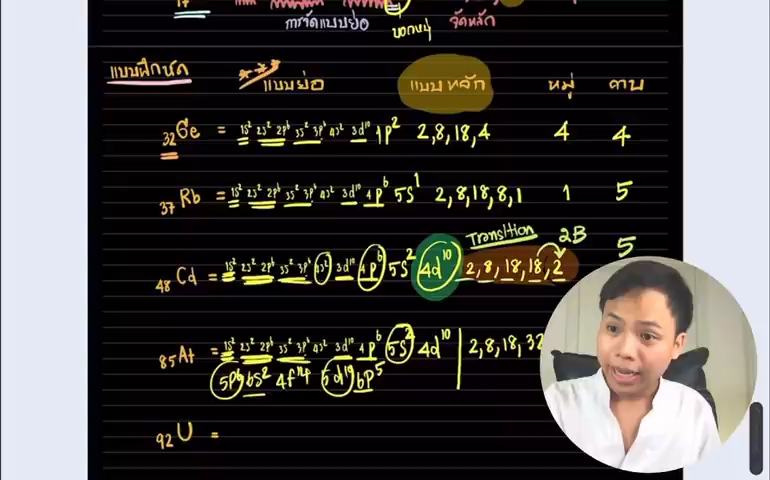 การจัดแบบย่อ บอกหมู่ จัดหลัก
แบบฝึกหัด แบบย่อ แบบหลัก หมู่ คาบ
32Ge = 1s² 2s² 2p⁶ 3s² 3p⁶ 4s² 3d¹⁰ 4p² 2,8,18,4 4 4
37Rb = 1s² 2s² 2p⁶ 3s² 3p⁶ 4s² 3d¹⁰ 4p⁶ 5s¹ 2,8,18,8,1 1 5
Transition 2B
48Cd = 1s² 2s² 2p⁶ 3s² 3p⁶ 4s² 3d¹⁰ 4p⁶ 5s² 4d¹⁰ 2,8,18,18,2 5
85At = 1s² 2s² 2p⁶ 3s² 3p⁶ 4s² 3d¹⁰ 4p⁶ 5s² 4d¹⁰ 2,8,18,32
5p⁶ 6s² 4f¹⁴ 5d¹⁰ 6p⁵
92U =